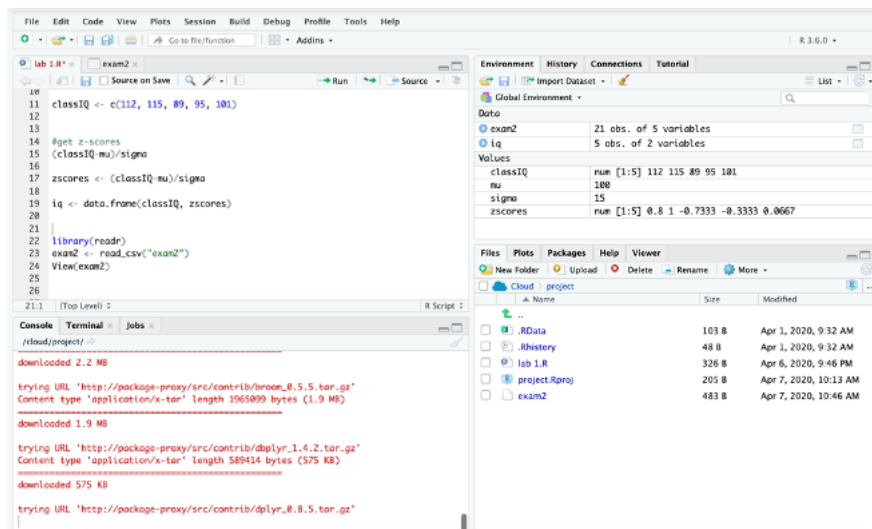 File Edit Code View Plots Session Build Debug Profile Tools Help
Go to file/function Addins R 3.6.0
lab 1.R* exam2
Source on Save Run Source
10
11 classIQ <- c(112, 115, 89, 95, 101)
12
13
14 #get z-scores
15 (classIQ-mu)/sigma
16
17 zscores <- (classIQ-mu)/sigma
18
19 iq <- data.frame(classIQ, zscores)
20
21
22 library(readr)
23 exam2 <- read_csv("exam2")
24 View(exam2)
25
26
21:1 (Top Level) R Script
Console Terminal Jobs
/cloud/project/
downloaded 2.2 MB
trying URL 'http://package-proxy/src/contrib/broom_0.5.5.tar.gz'
Content type 'application/x-tar' length 1965099 bytes (1.9 MB)
==================================================
downloaded 1.9 MB
trying URL 'http://package-proxy/src/contrib/dbplyr_1.4.2.tar.gz'
Content type 'application/x-tar' length 589414 bytes (575 KB)
==================================================
downloaded 575 KB
trying URL 'http://package-proxy/src/contrib/dplyr_0.8.5.tar.gz'
Environment History Connections Tutorial
Import Dataset List
Global Environment
Data
exam2 21 obs. of 5 variables
iq 5 obs. of 2 variables
Values
classIQ num [1:5] 112 115 89 95 101
mu 100
sigma 15
zscores num [1:5] 0.8 1 -0.7333 -0.3333 0.0667
Files Plots Packages Help Viewer
New Folder Upload Delete Rename More
Cloud project
Name Size Modified
..
.RData 103 B Apr 1, 2020, 9:32 AM
.Rhistory 48 B Apr 1, 2020, 9:32 AM
lab 1.R 326 B Apr 6, 2020, 9:46 PM
project.Rproj 205 B Apr 7, 2020, 10:13 AM
exam2 483 B Apr 7, 2020, 10:46 AM